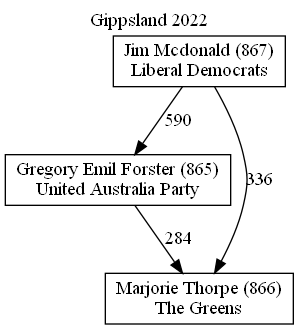 Gippsland 2022
Jim Mcdonald (867)
Liberal Democrats
590
Gregory Emil Forster (865)
United Australia Party
336
284
Marjorie Thorpe (866)
The Greens